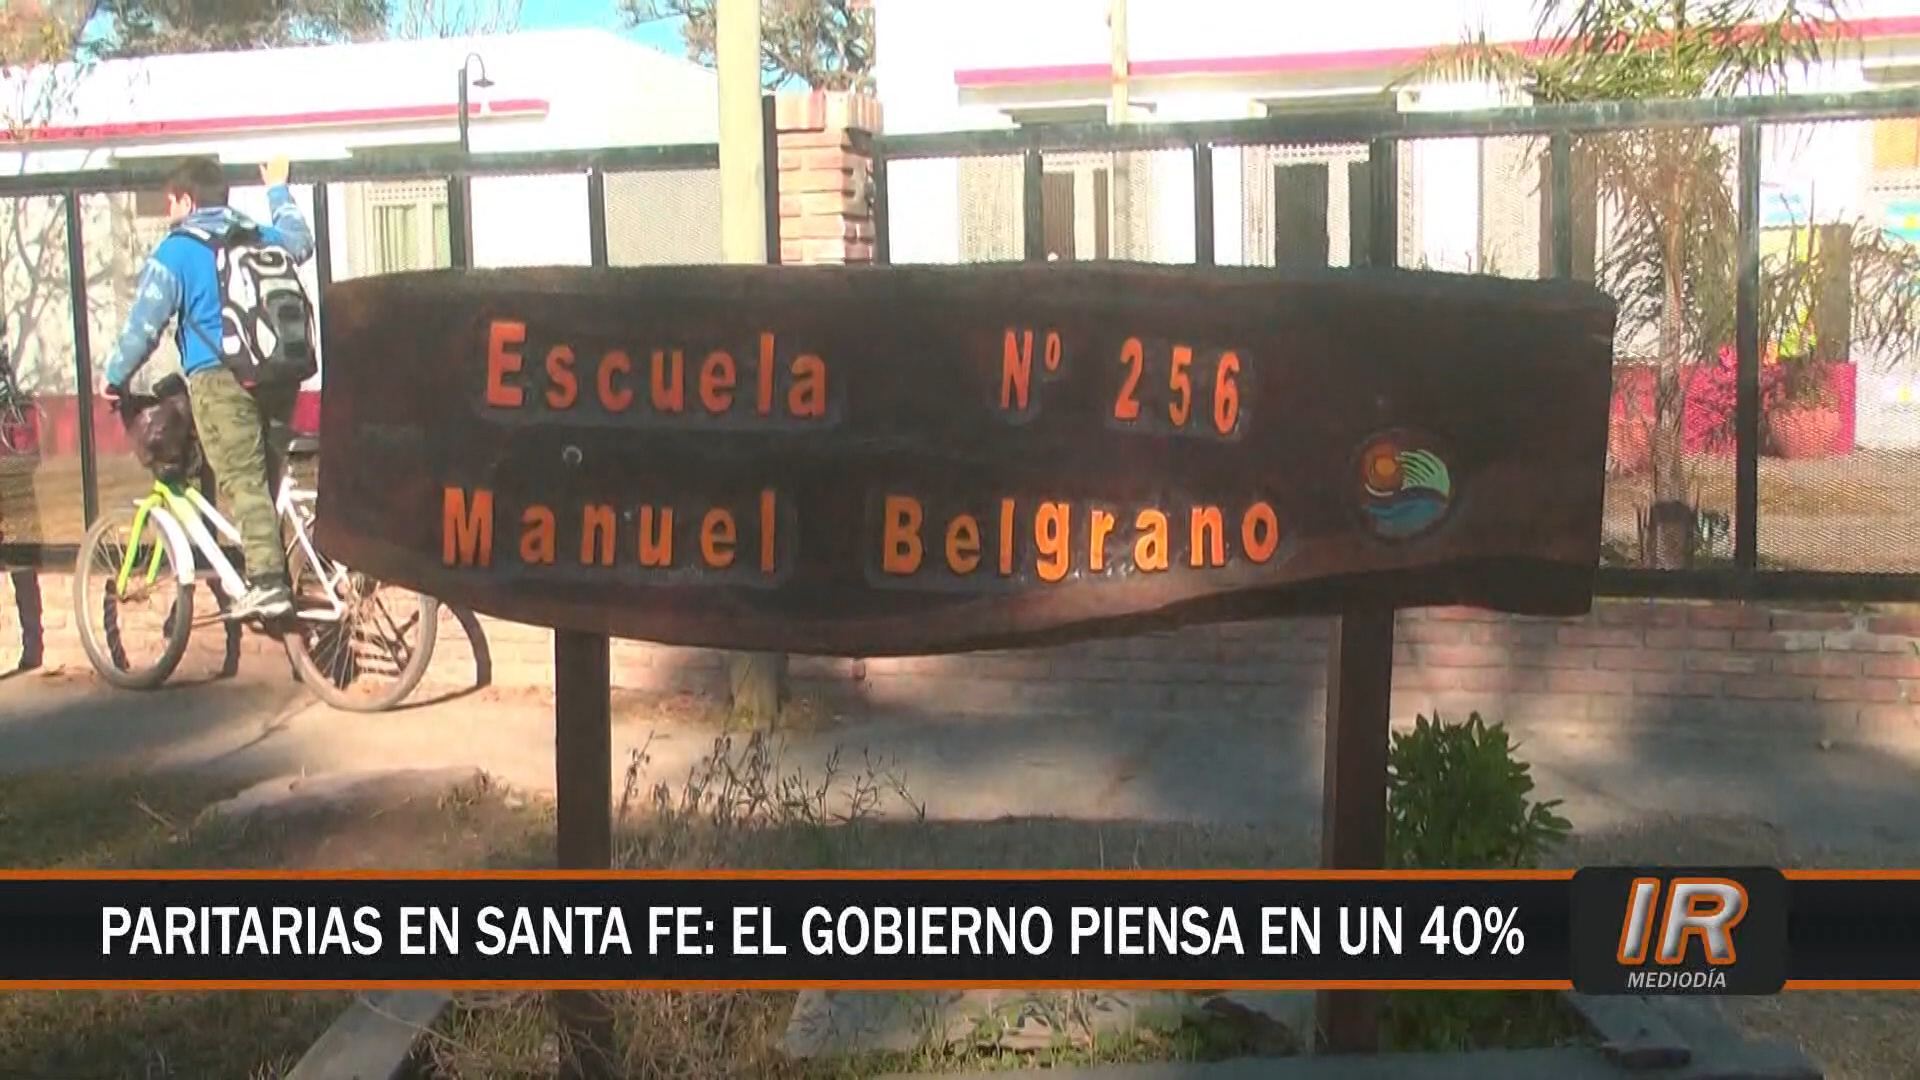 Escuela Nº 256
Manuel Belgrano
PARITARIAS EN SANTA FE: EL GOBIERNO PIENSA EN UN 40%
IR
MEDIODÍA